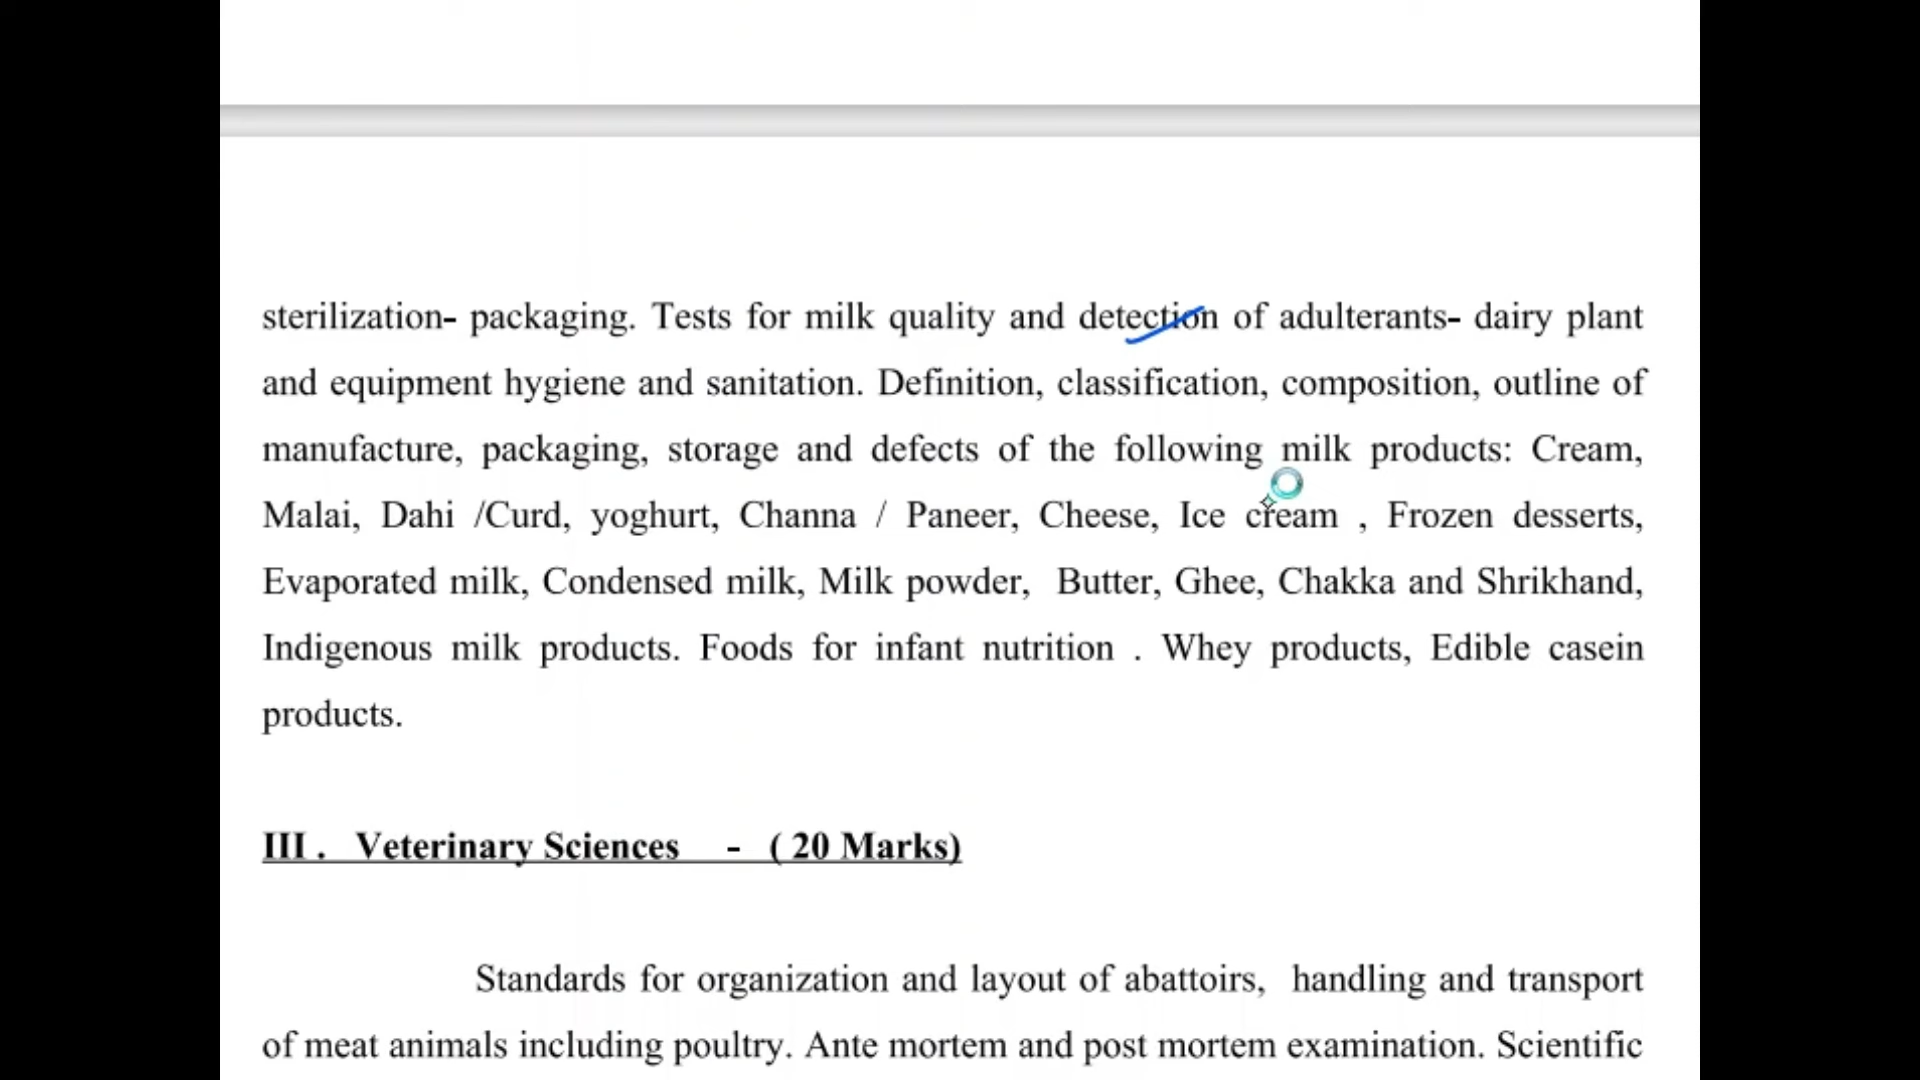 sterilization- packaging. Tests for milk quality and detection of adulterants- dairy plant
and equipment hygiene and sanitation. Definition, classification, composition, outline of
manufacture, packaging, storage and defects of the following milk products: Cream,
Malai, Dahi /Curd, yoghurt, Channa / Paneer, Cheese, Ice cream , Frozen desserts,
Evaporated milk, Condensed milk, Milk powder, Butter, Ghee, Chakka and Shrikhand,
Indigenous milk products. Foods for infant nutrition . Whey products, Edible casein
products.
III . Veterinary Sciences - ( 20 Marks)
Standards for organization and layout of abattoirs, handling and transport
of meat animals including poultry. Ante mortem and post mortem examination. Scientific